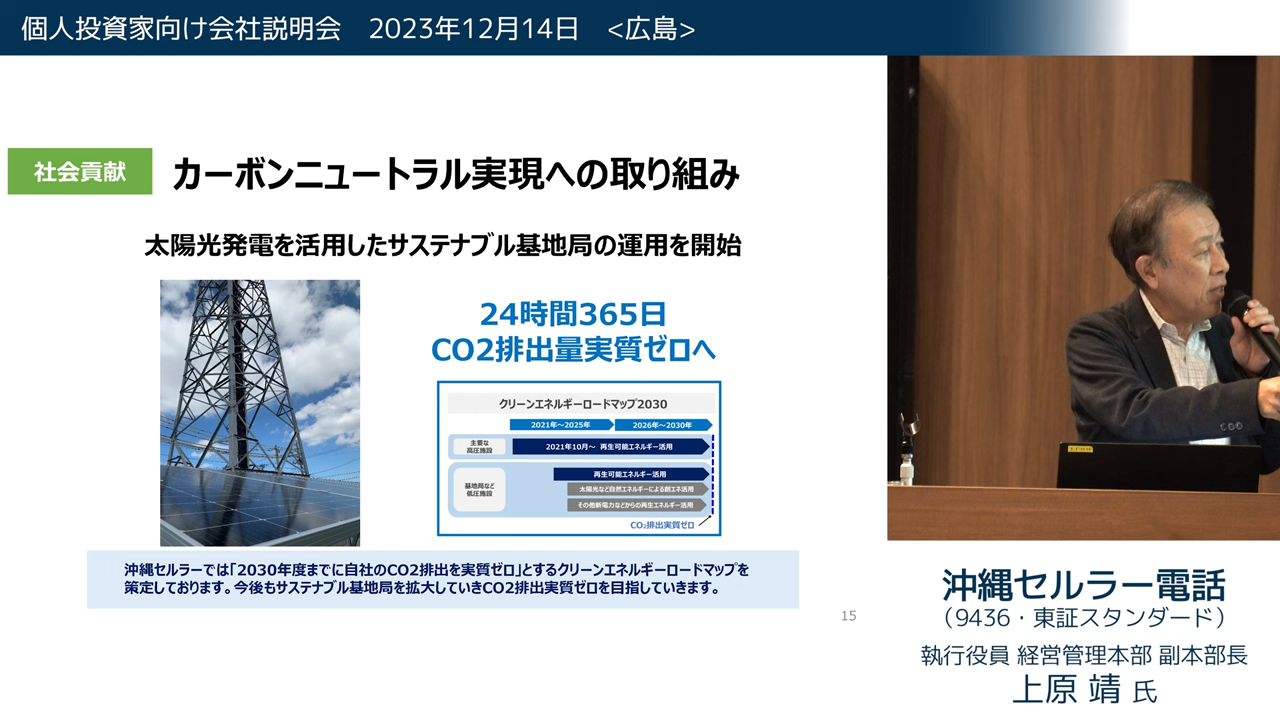 個人投資家向け会社説明会　2023年12月14日　<広島>
社会貢献
カーボンニュートラル実現への取り組み
太陽光発電を活用したサステナブル基地局の運用を開始
24時間365日
CO2排出量実質ゼロへ
クリーンエネルギーロードマップ2030
2021年～2025年
2026年～2030年
主要な
高圧施設
2021年10月～ 再生可能エネルギー活用
基地局など
低圧施設
再生可能エネルギー活用
太陽光など自然エネルギーによる創エネ活用
その他新電力などからの再生エネルギー活用
CO₂排出実質ゼロ
沖縄セルラーでは「2030年度までに自社のCO2排出を実質ゼロ」とするクリーンエネルギーロードマップを
策定しております。今後もサステナブル基地局を拡大していきCO2排出実質ゼロを目指していきます。
15
沖縄セルラー電話
（9436・東証スタンダード）
執行役員 経営管理本部 副本部長
上原 靖 氏